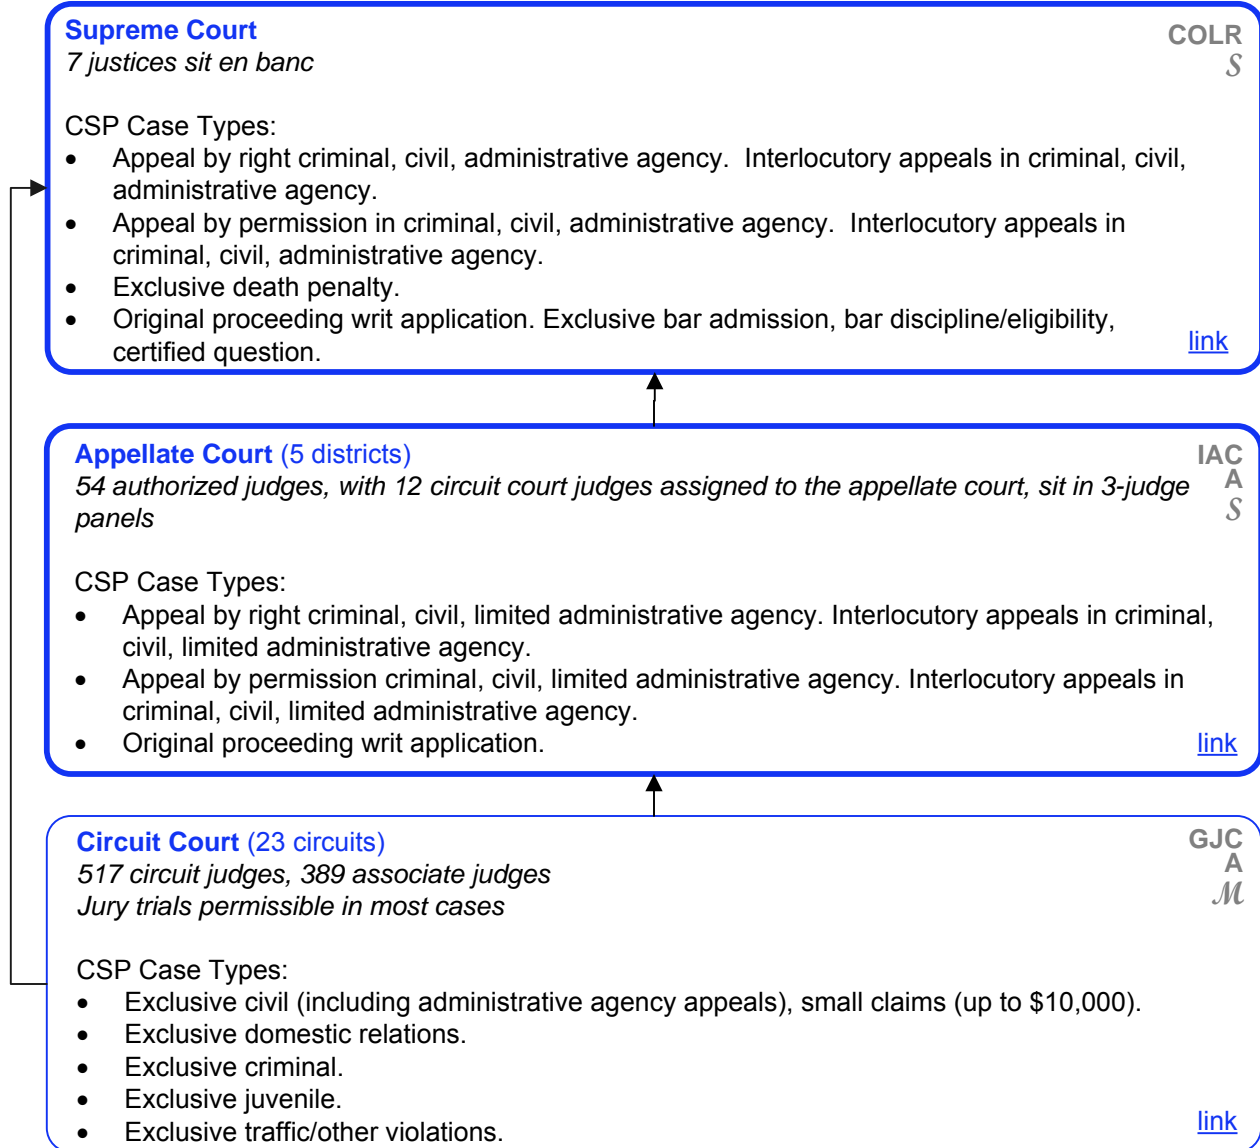 Supreme Court
COLR
7 justices sit en banc
S
CSP Case Types:
• Appeal by right criminal, civil, administrative agency.  Interlocutory appeals in criminal, civil,
administrative agency.
• Appeal by permission in criminal, civil, administrative agency.  Interlocutory appeals in
criminal, civil, administrative agency.
• Exclusive death penalty.
• Original proceeding writ application. Exclusive bar admission, bar discipline/eligibility,
certified question.
link
Appellate Court (5 districts)
IAC
54 authorized judges, with 12 circuit court judges assigned to the appellate court, sit in 3-judge
A
panels
S
CSP Case Types:
• Appeal by right criminal, civil, limited administrative agency. Interlocutory appeals in criminal,
civil, limited administrative agency.
• Appeal by permission criminal, civil, limited administrative agency. Interlocutory appeals in
criminal, civil, limited administrative agency.
• Original proceeding writ application.
link
Circuit Court (23 circuits)
GJC
517 circuit judges, 389 associate judges
A
Jury trials permissible in most cases
M
CSP Case Types:
• Exclusive civil (including administrative agency appeals), small claims (up to $10,000).
• Exclusive domestic relations.
• Exclusive criminal.
• Exclusive juvenile.
• Exclusive traffic/other violations.
link